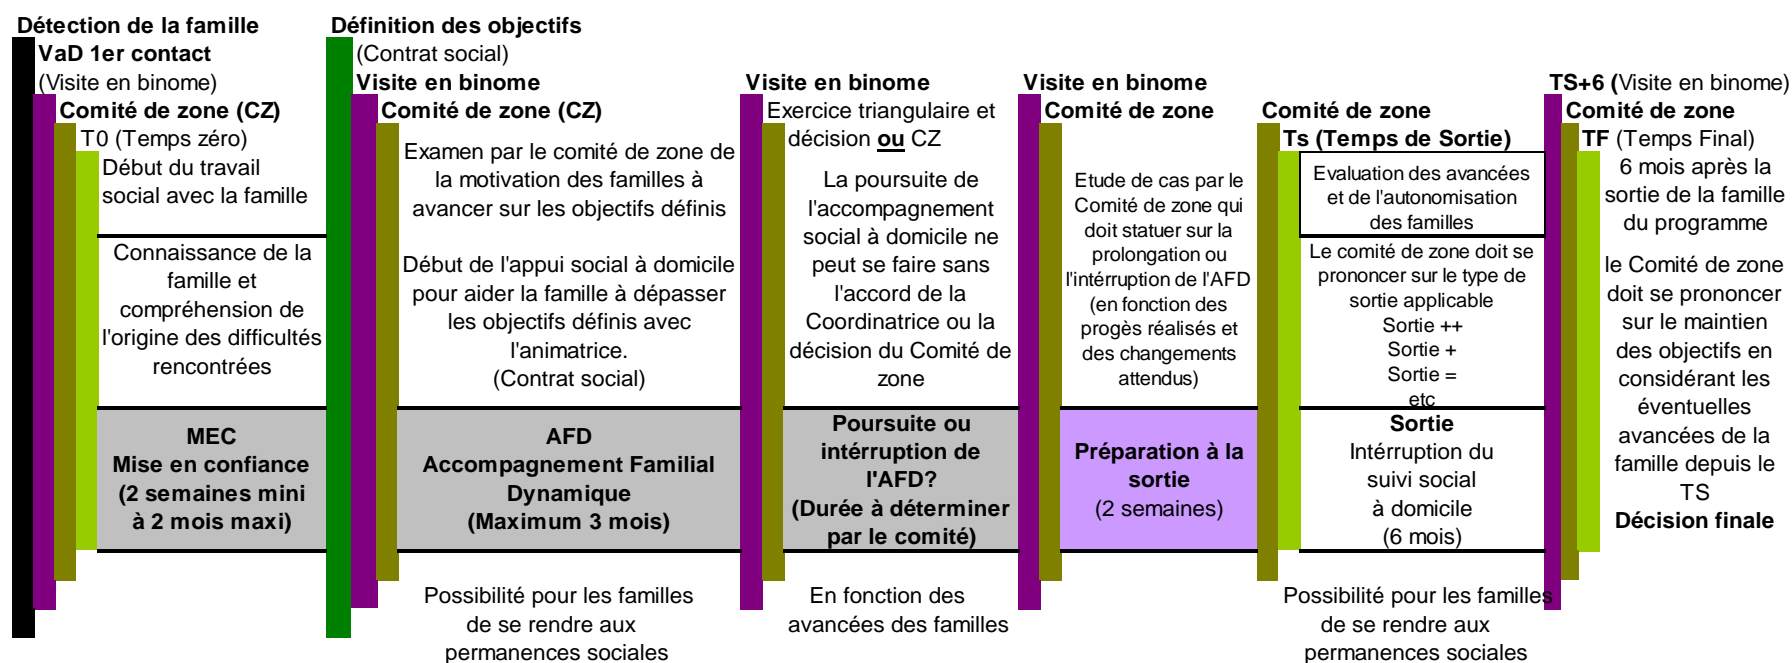 Détection de la famille
VaD 1er contact
(Visite en binome)
Comité de zone (CZ)
T0 (Temps zéro)
Début du travail
social avec la famille
Connaissance de la
famille et
compréhension de
l'origine des difficultés
rencontrées
MEC
Mise en confiance
(2 semaines mini
à 2 mois maxi)
Définition des objectifs
(Contrat social)
Visite en binome
Comité de zone (CZ)
Examen par le comité de zone de
la motivation des familles à
avancer sur les objectifs définis
Début de l'appui social à domicile
pour aider la famille à dépasser
les objectifs définis avec
l'animatrice.
(Contrat social)
AFD
Accompagnement Familial
Dynamique
(Maximum 3 mois)
Possibilité pour les familles
de se rendre aux
permanences sociales
Visite en binome
Exercice triangulaire et
décision ou CZ
La poursuite de
l'accompagnement
social à domicile ne
peut se faire sans
l'accord de la
Coordinatrice ou la
décision du Comité de
zone
Poursuite ou
intérruption de
l'AFD?
(Durée à déterminer
par le comité)
En fonction des
avancées des familles
Visite en binome
Comité de zone
Etude de cas par le
Comité de zone qui
doit statuer sur la
prolongation ou
l'intérruption de l'AFD
(en fonction des
progès réalisés et
des changements
attendus)
Préparation à la
sortie
(2 semaines)
Comité de zone
Ts (Temps de Sortie)
Evaluation des avancées
et de l'autonomisation
des familles
Le comité de zone doit se
prononcer sur le type de
sortie applicable
Sortie ++
Sortie +
Sortie =
etc
Sortie
Intérruption du
suivi social
à domicile
(6 mois)
Possibilité pour les familles
de se rendre aux
permanences sociales
TS+6 (Visite en binome)
Comité de zone
TF (Temps Final)
6 mois après la
sortie de la famille
du programme
le Comité de zone
doit se prononcer
sur le maintien
des objectifs en
considérant les
éventuelles
avancées de la
famille depuis le
TS
Décision finale